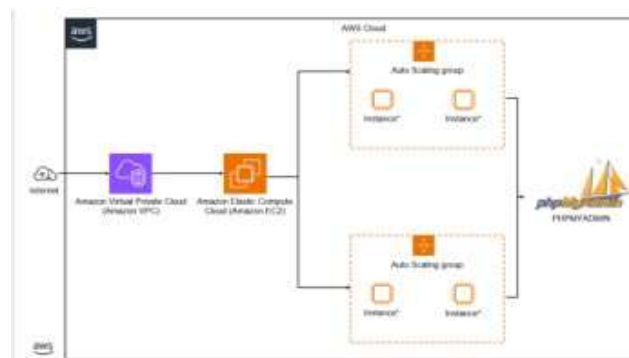 aws
AWS Cloud
Auto Scaling group
Instance*
Instance*
Internet
Amazon Virtual Private Cloud
(Amazon VPC)
Amazon Elastic Compute
Cloud (Amazon EC2)
phpMyAdmin
PHPMYADMIN
Auto Scaling group
Instance*
Instance*
aws